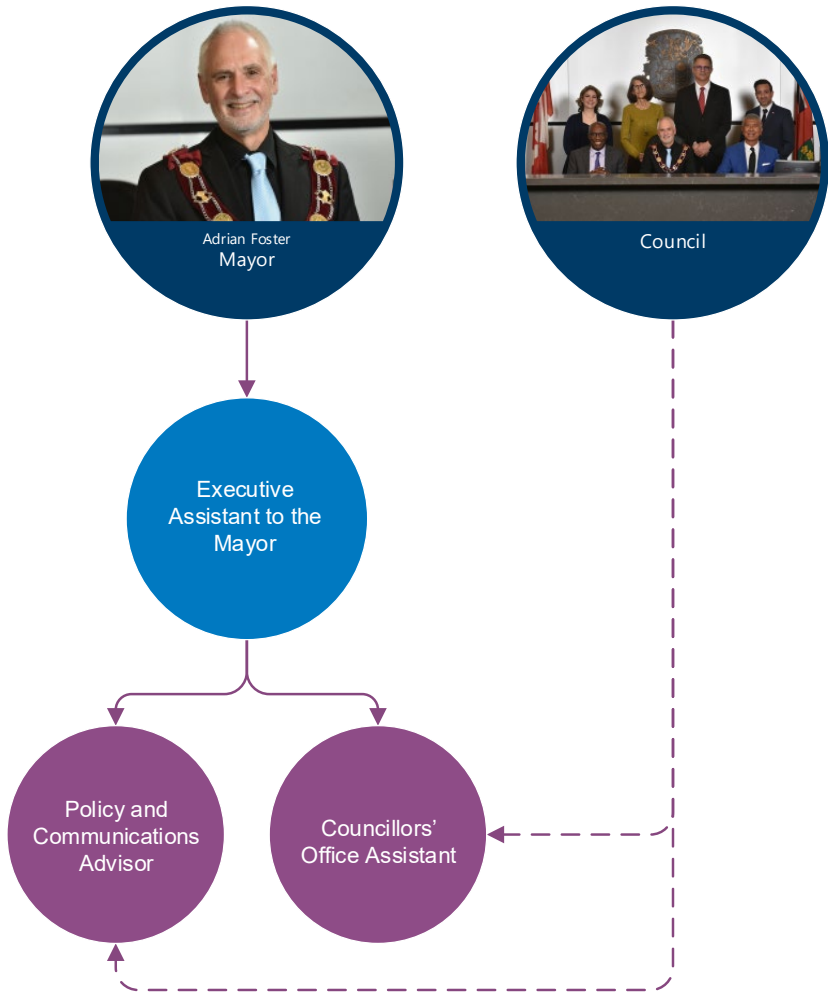 Adrian Foster
Mayor
Council
Executive
Assistant to the
Mayor
Policy and
Communications
Advisor
Councillors’
Office Assistant